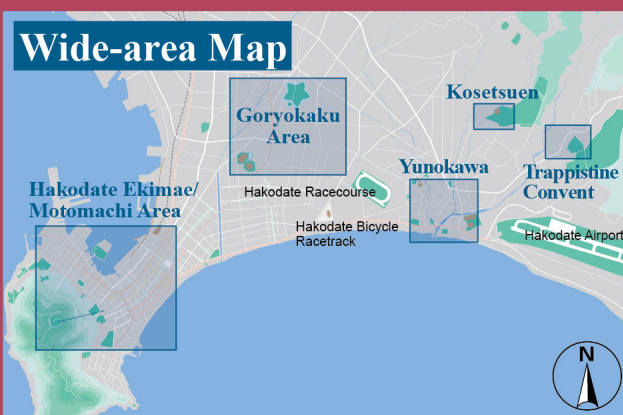 Wide-area Map
Kosetsuen
Goryokaku
Area
Yunokawa
Trappistine
Convent
Hakodate Ekimae/
Motomachi Area
Hakodate Racecourse
Hakodate Bicycle
Racetrack
Hakodate Airport
N